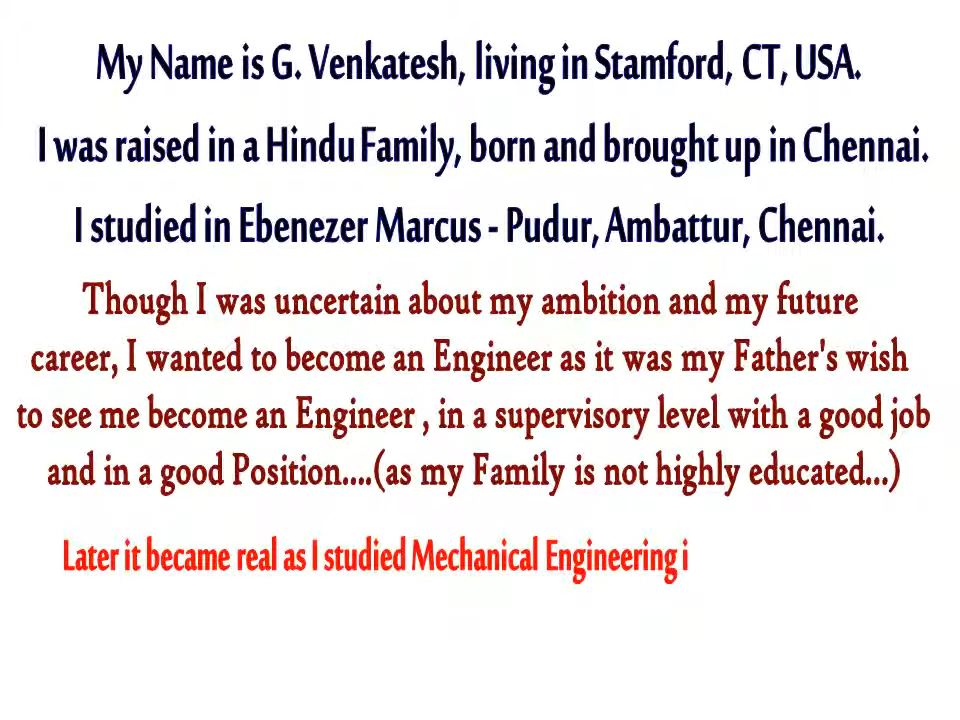 My Name is G. Venkatesh, living in Stamford, CT, USA.
I was raised in a Hindu Family, born and brought up in Chennai.
I studied in Ebenezer Marcus - Pudur, Ambattur, Chennai.
Though I was uncertain about my ambition and my future
career, I wanted to become an Engineer as it was my Father's wish
to see me become an Engineer , in a supervisory level with a good job
and in a good Position....(as my Family is not highly educated...)
Later it became real as I studied Mechanical Engineering i